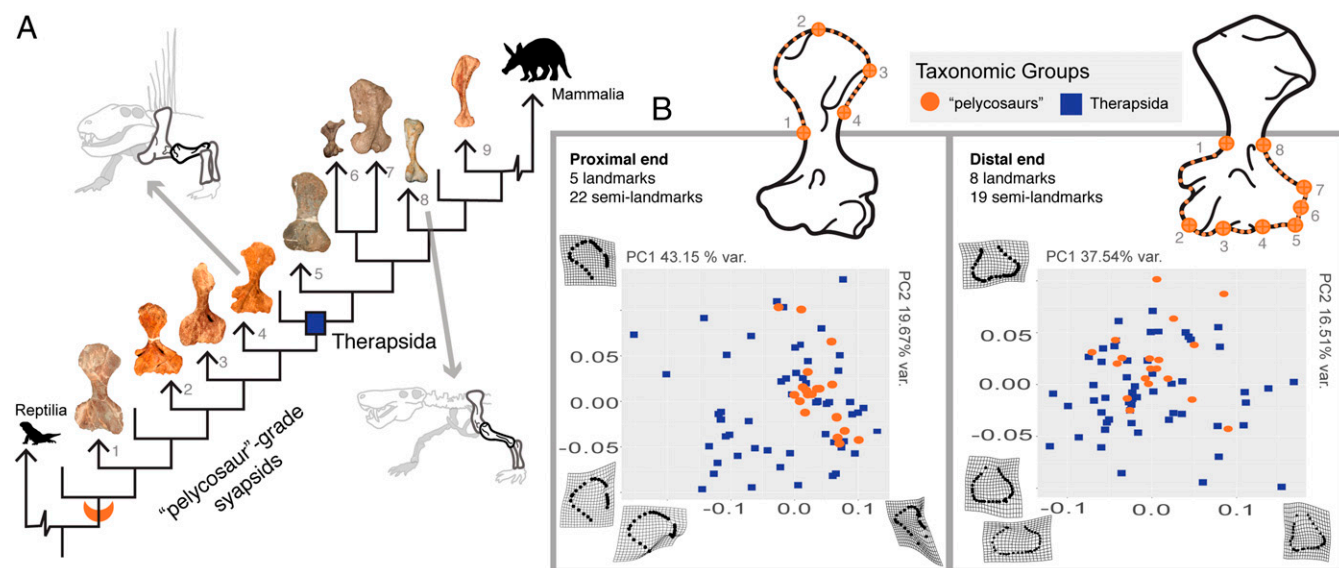 A
Reptilia
1
2
3
4
5
6
7
8
9
Mammalia
Therapsida
"pelycosaur"-grade
syapsids
B
Taxonomic Groups
"pelycosaurs"
Therapsida
Proximal end
5 landmarks
22 semi-landmarks
1
2
3
4
PC1 43.15 % var.
PC2 19.67% var.
0.05
0.00
-0.05
-0.1
0.0
0.1
Distal end
8 landmarks
19 semi-landmarks
1
2
3
4
5
6
7
8
PC1 37.54% var.
PC2 16.51% var.
0.05
0.00
-0.05
-0.1
0.0
0.1